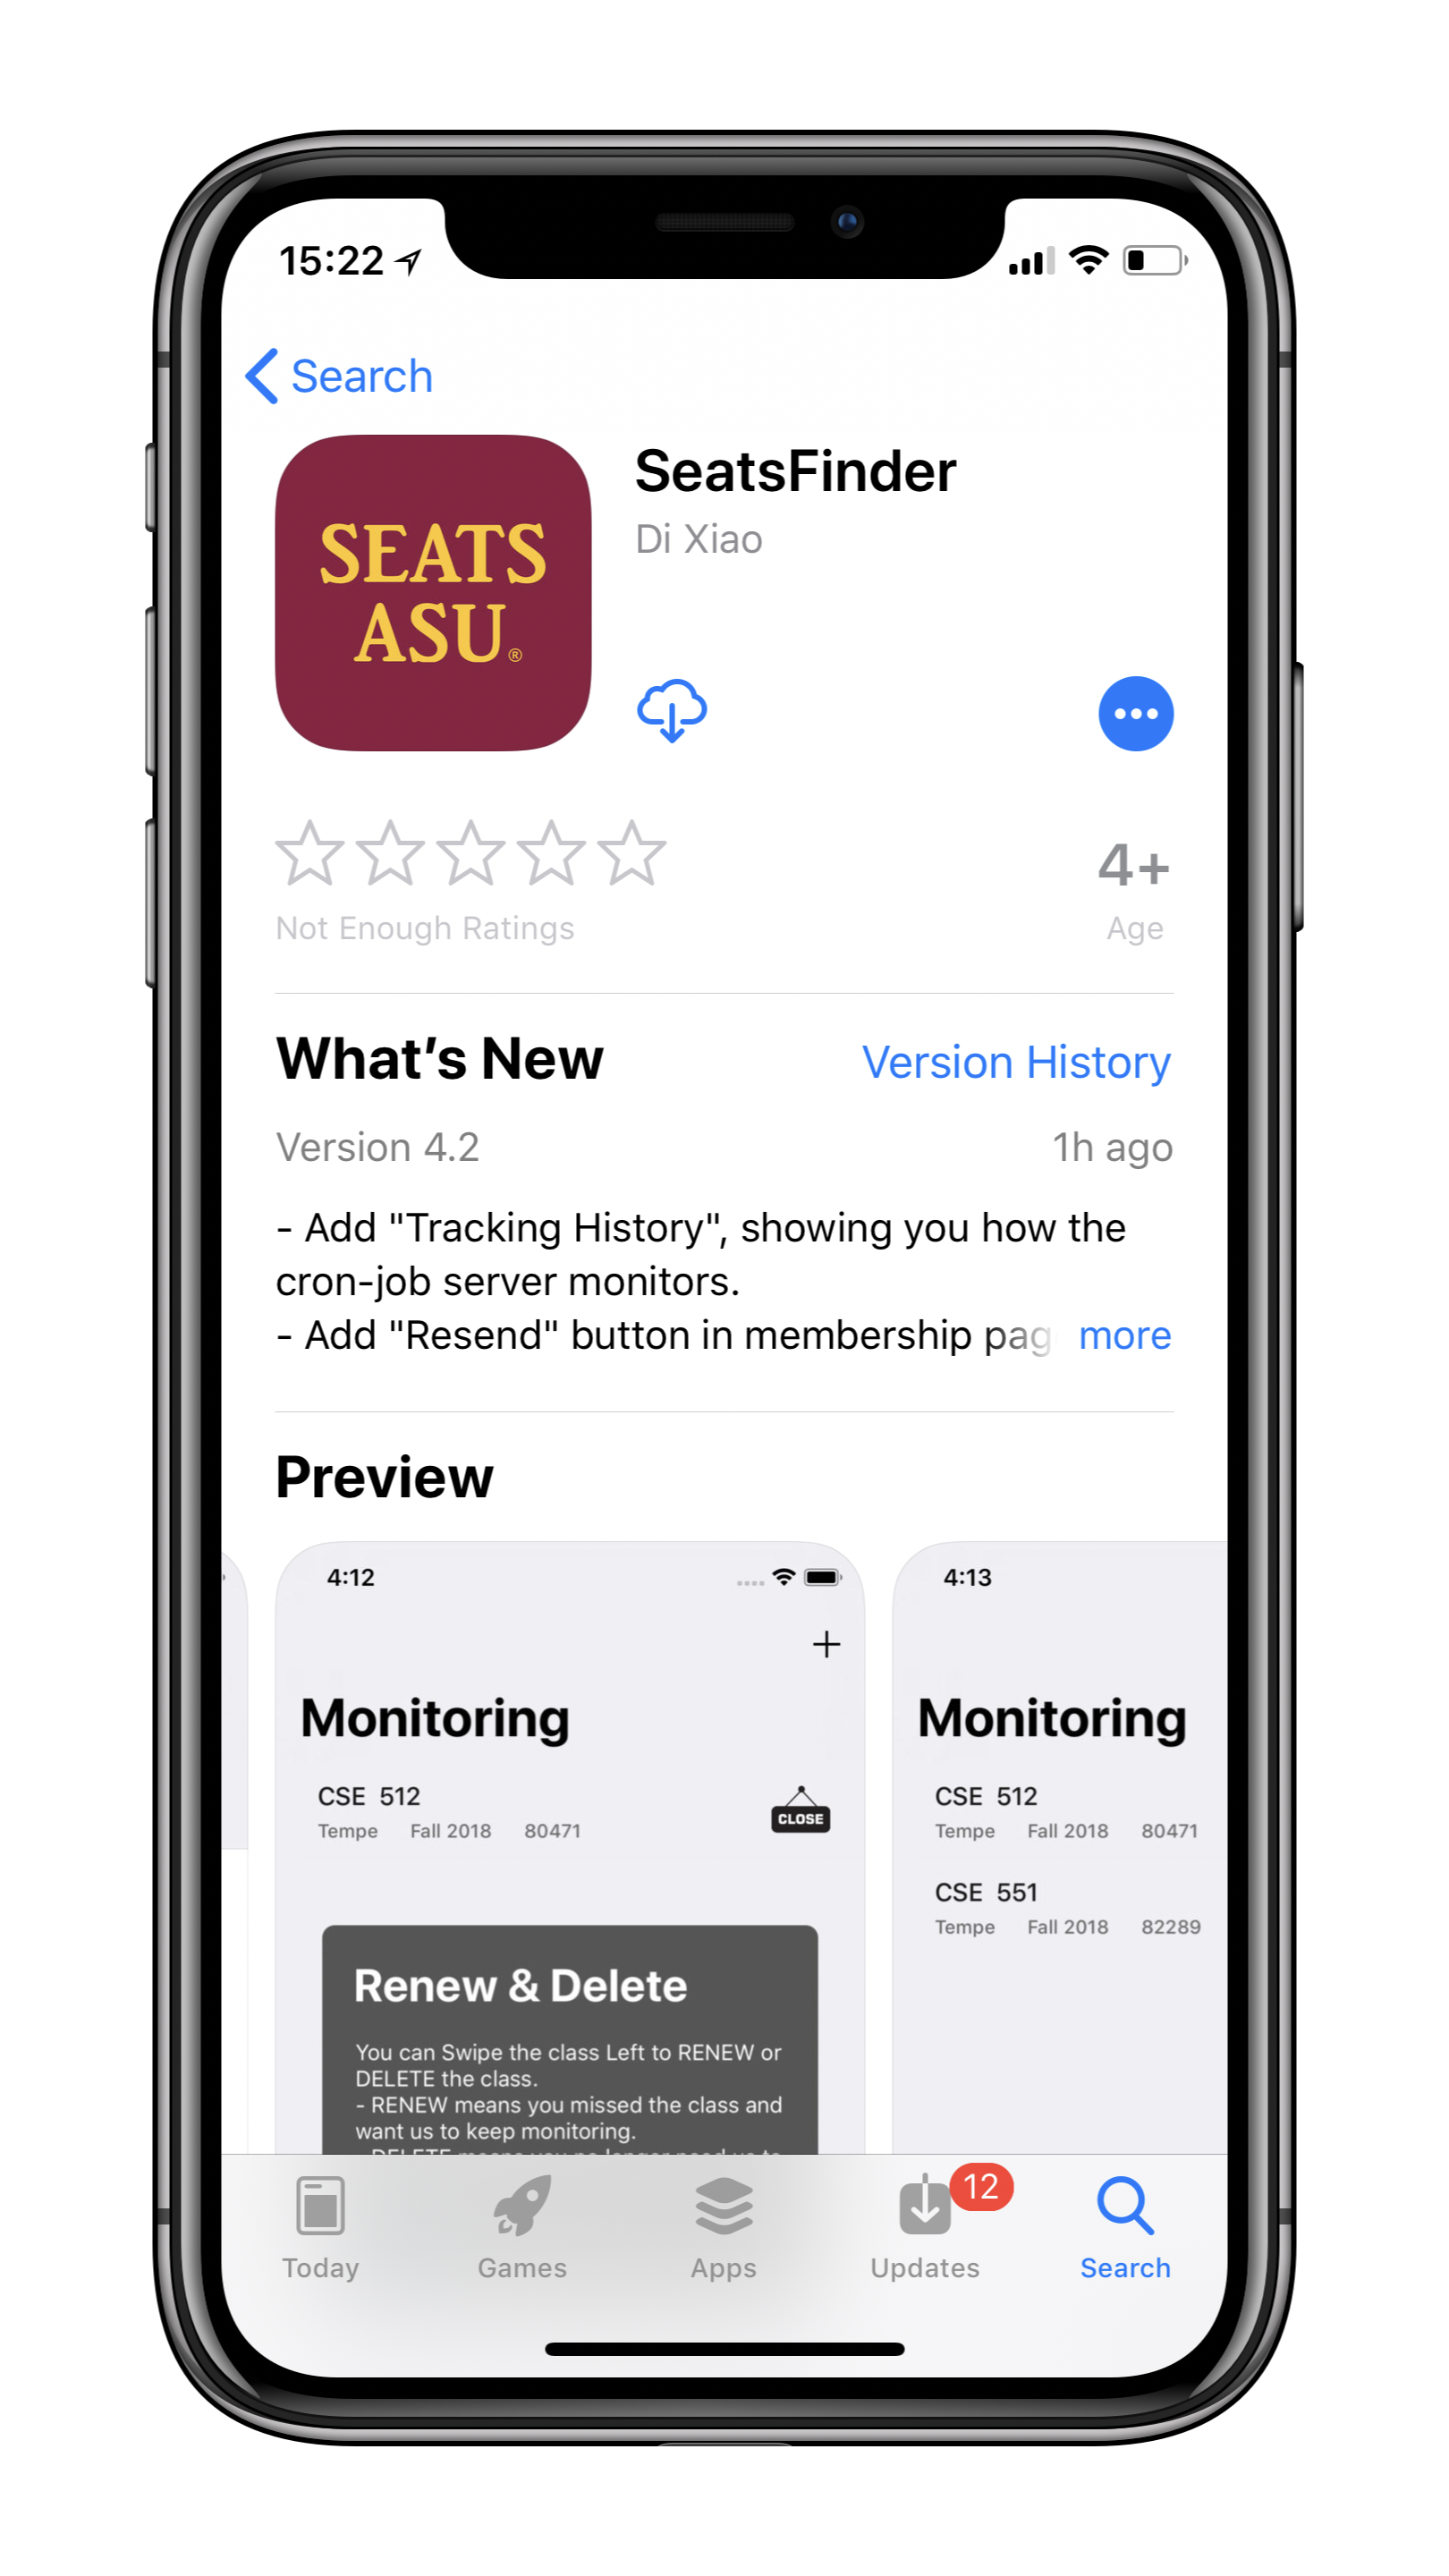 15:22
Search
SEATS
ASU®
SeatsFinder
Di Xiao
Not Enough Ratings
4+
Age
What's New
Version History
Version 4.2
1h ago
- Add "Tracking History", showing you how the
cron-job server monitors.
- Add "Resend" button in membership pag
more
Preview
4:12
Monitoring
CSE 512
Tempe Fall 2018 80471
CLOSE
Renew & Delete
You can Swipe the class Left to RENEW or
DELETE the class.
- RENEW means you missed the class and
want us to keep monitoring.
4:13
Monitoring
CSE 512
Tempe Fall 2018 80471
CSE 551
Tempe Fall 2018 82289
Today
Games
Apps
12
Updates
Search